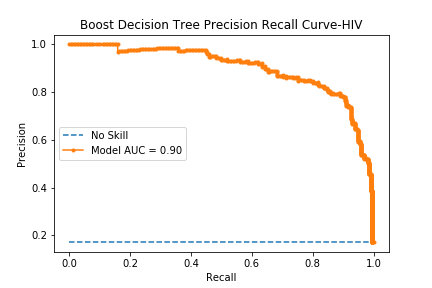 Boost Decision Tree Precision Recall Curve-HIV
1.0
0.8
0.6
0.4
0.2
Precision
No Skill
Model AUC = 0.90
0.0 0.2 0.4 0.6 0.8 1.0
Recall